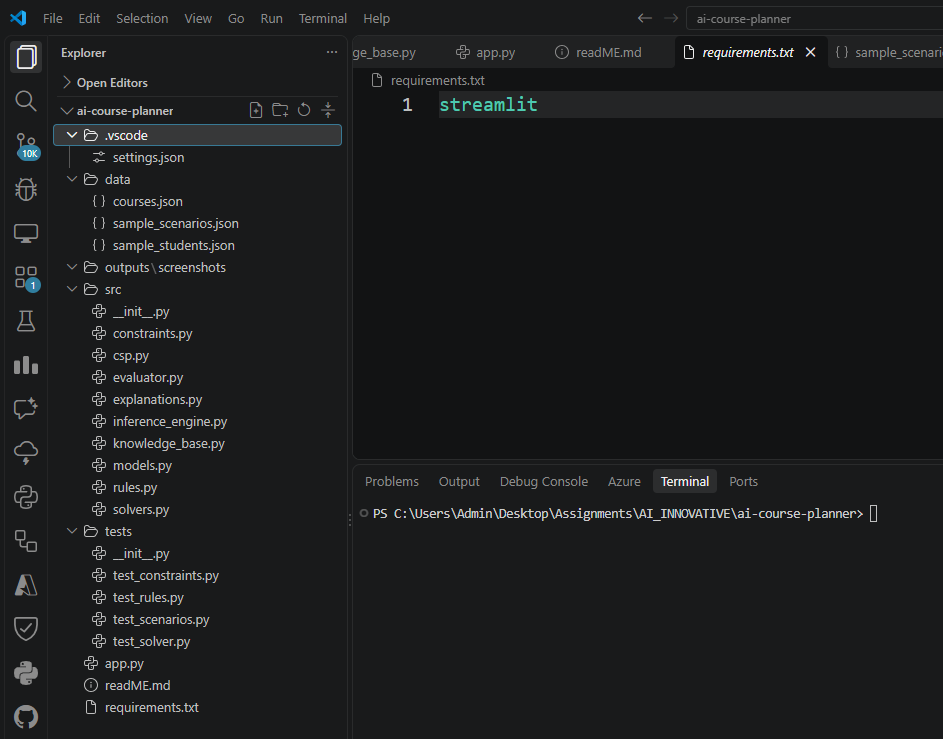 File Edit Selection View Go Run Terminal Help
ai-course-planner
Explorer
ge_base.py app.py readME.md requirements.txt sample_scenari
Open Editors
requirements.txt
1 streamlit
ai-course-planner
.vscode
settings.json
10K
data
courses.json
sample_scenarios.json
sample_students.json
outputs\screenshots
1
src
__init__.py
constraints.py
csp.py
evaluator.py
explanations.py
inference_engine.py
knowledge_base.py
models.py
rules.py
solvers.py
tests
__init__.py
test_constraints.py
test_rules.py
test_scenarios.py
test_solver.py
app.py
readME.md
requirements.txt
Problems Output Debug Console Azure Terminal Ports
PS C:\Users\Admin\Desktop\Assignments\AI_INNOVATIVE\ai-course-planner>